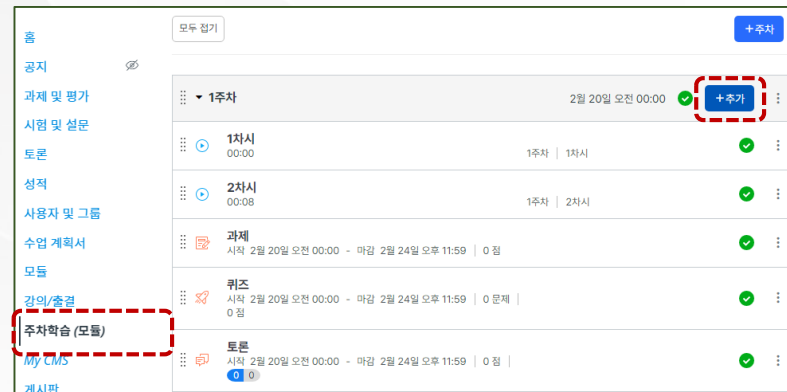 홈
공지
과제 및 평가
시험 및 설문
토론
성적
사용자 및 그룹
수업 계획서
모듈
강의/출결
주차학습 (모듈)
My CMS
게시판
모두 접기
+주차
1주차
2월 20일 오전 00:00
+추가
1차시
00:00
1주차 | 1차시
2차시
00:08
1주차 | 2차시
과제
시작 2월 20일 오전 00:00 - 마감 2월 24일 오후 11:59 | 0 점
퀴즈
시작 2월 20일 오전 00:00 - 마감 2월 24일 오후 11:59 | 0 문제 |
0 점
토론
시작 2월 20일 오전 00:00 - 마감 2월 24일 오후 11:59 | 0 점 |
0 0